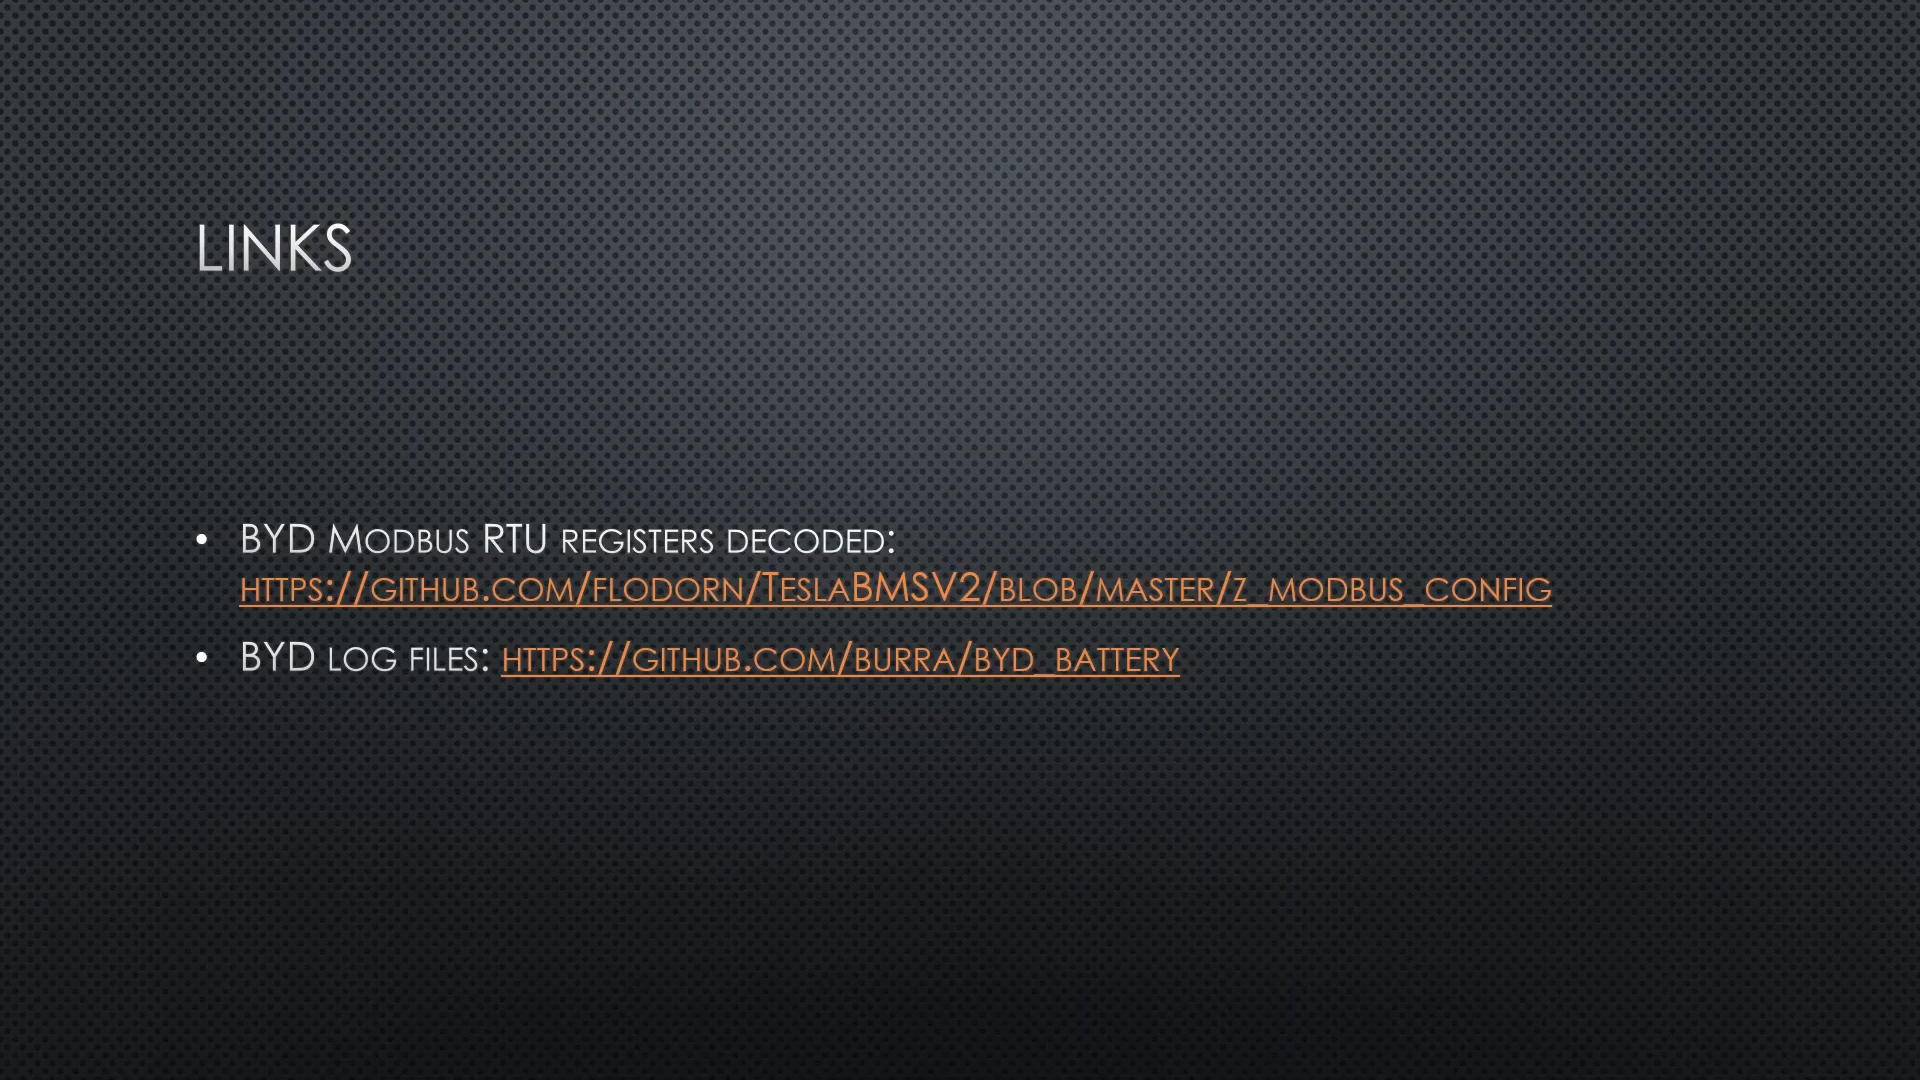 LINKS
• BYD Modbus RTU registers decoded:
https://github.com/flodorn/TeslaBMSV2/blob/master/z_modbus_config
• BYD log files: https://github.com/burra/byd_battery